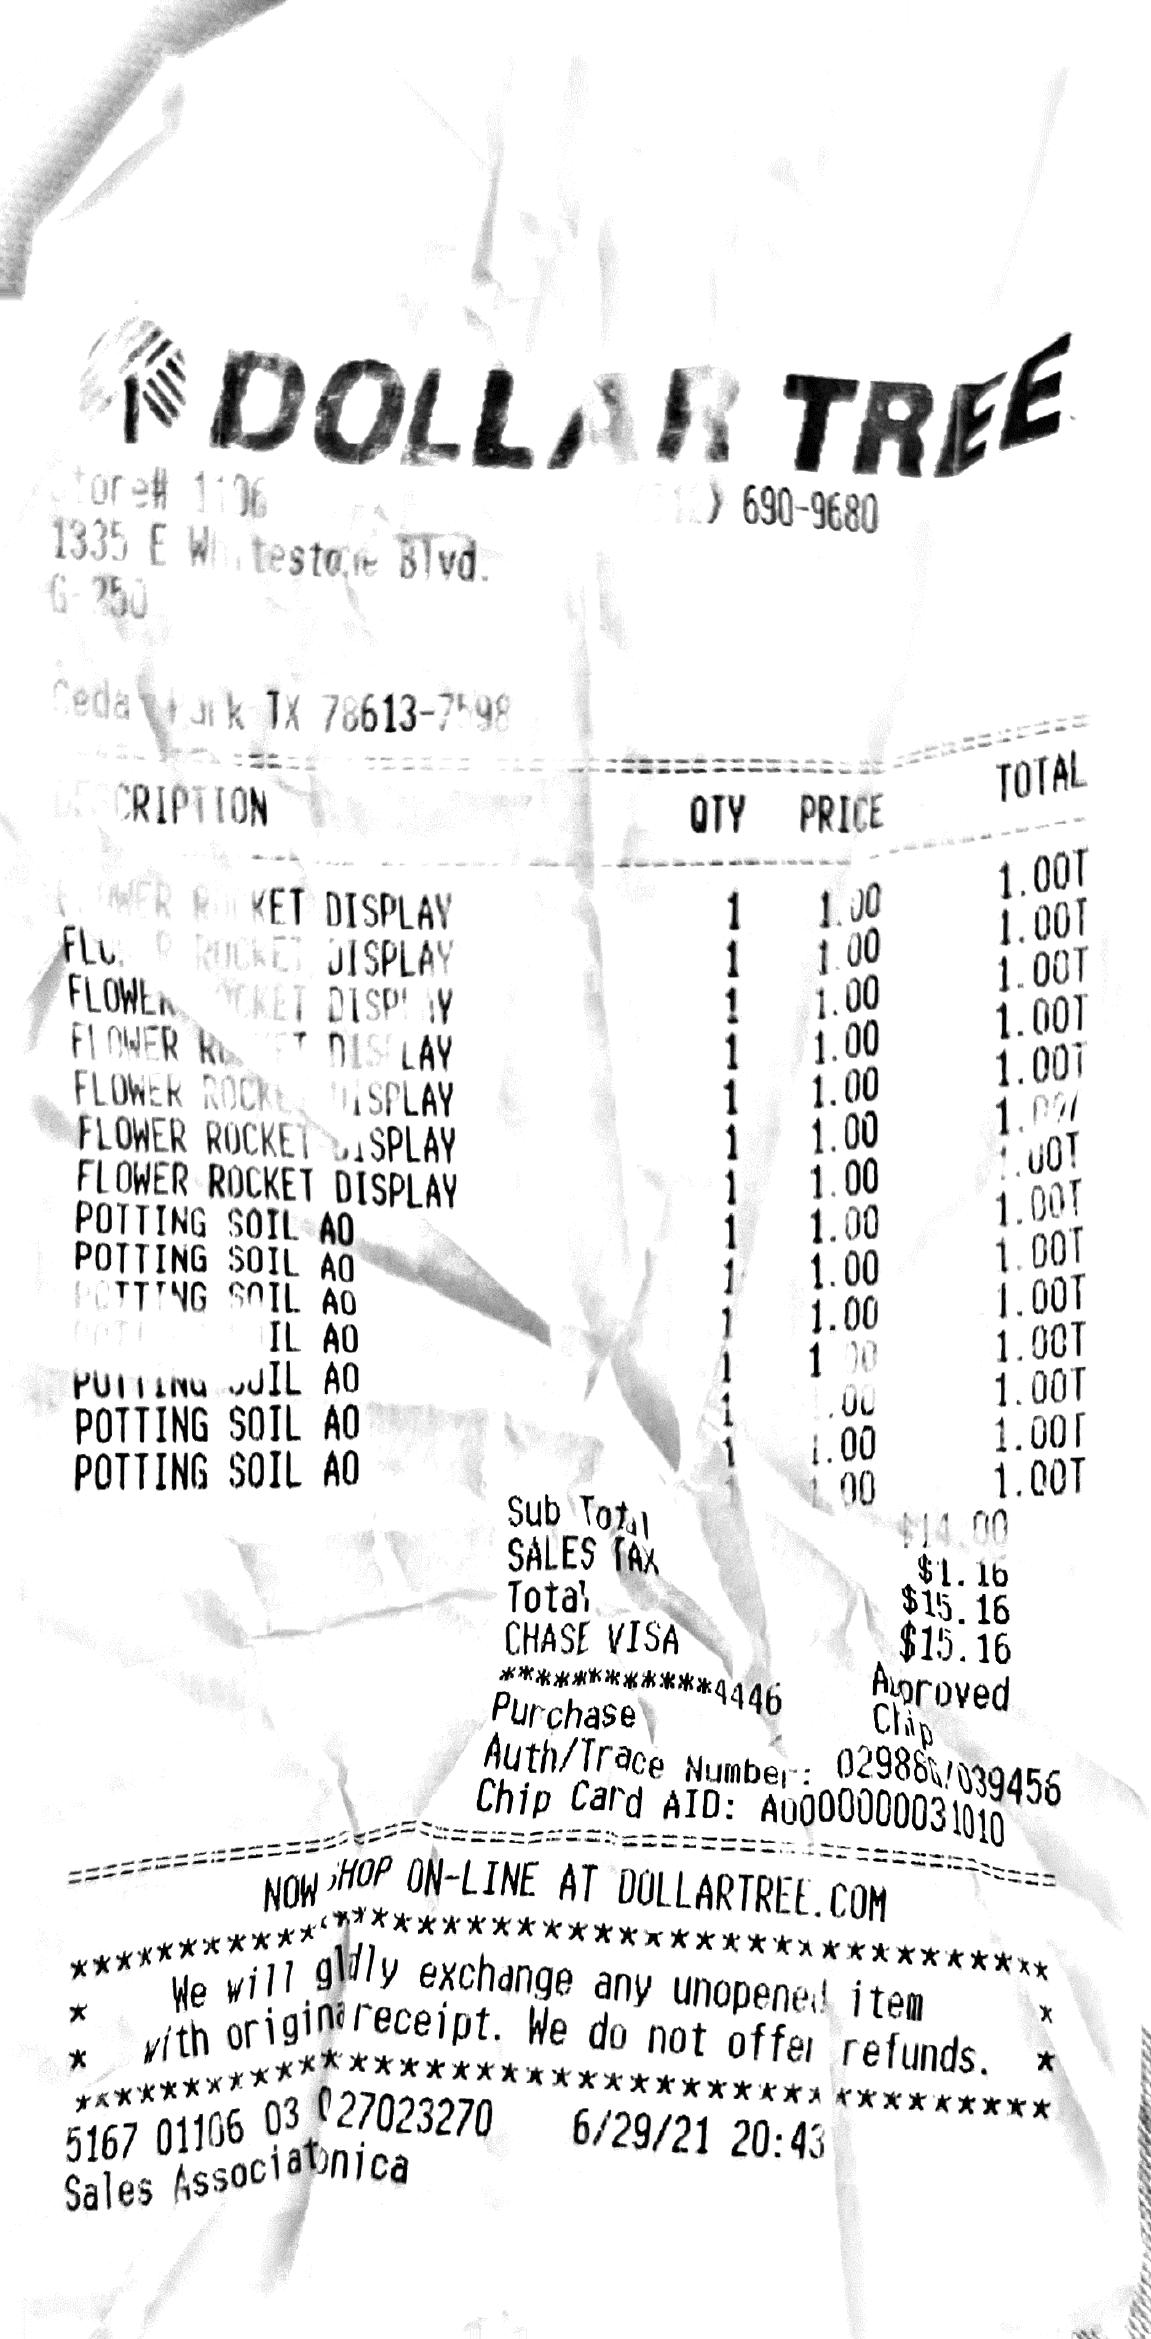 DOLLAR TREE
Store# 1106 690-9680
1335 E Whitestone Blvd.
G-250
Cedar Park TX 78613-7598
DESCRIPTION QTY PRICE TOTAL
FLOWER ROCKET DISPLAY 1 1.00 1.00T
FLOWER ROCKET DISPLAY 1 1.00 1.00T
FLOWER ROCKET DISPLAY 1 1.00 1.00T
FLOWER ROCKET DISPLAY 1 1.00 1.00T
FLOWER ROCKET DISPLAY 1 1.00 1.00T
FLOWER ROCKET DISPLAY 1 1.00 1.00T
FLOWER ROCKET DISPLAY 1 1.00 1.00T
POTTING SOIL AO 1 1.00 1.00T
POTTING SOIL AO 1 1.00 1.00T
POTTING SOIL AO 1 1.00 1.00T
POTTING SOIL AO 1 1.00 1.00T
POTTING SOIL AO 1 1.00 1.00T
POTTING SOIL AO 1 1.00 1.00T
POTTING SOIL AO 1 1.00 1.00T
Sub Total $14.00
SALES TAX $1.16
Total $15.16
CHASE VISA $15.16
************4446 Approved
Purchase Chip
Auth/Trace Number: /039456
Chip Card AID: A0000000031010
NOW SHOP ON-LINE AT DOLLARTREE.COM
****************************************
* We will gladly exchange any unopened item *
* with original receipt. We do not offer refunds. *
****************************************
5167 01106 03 027023270 6/29/21 20:43
Sales Associate